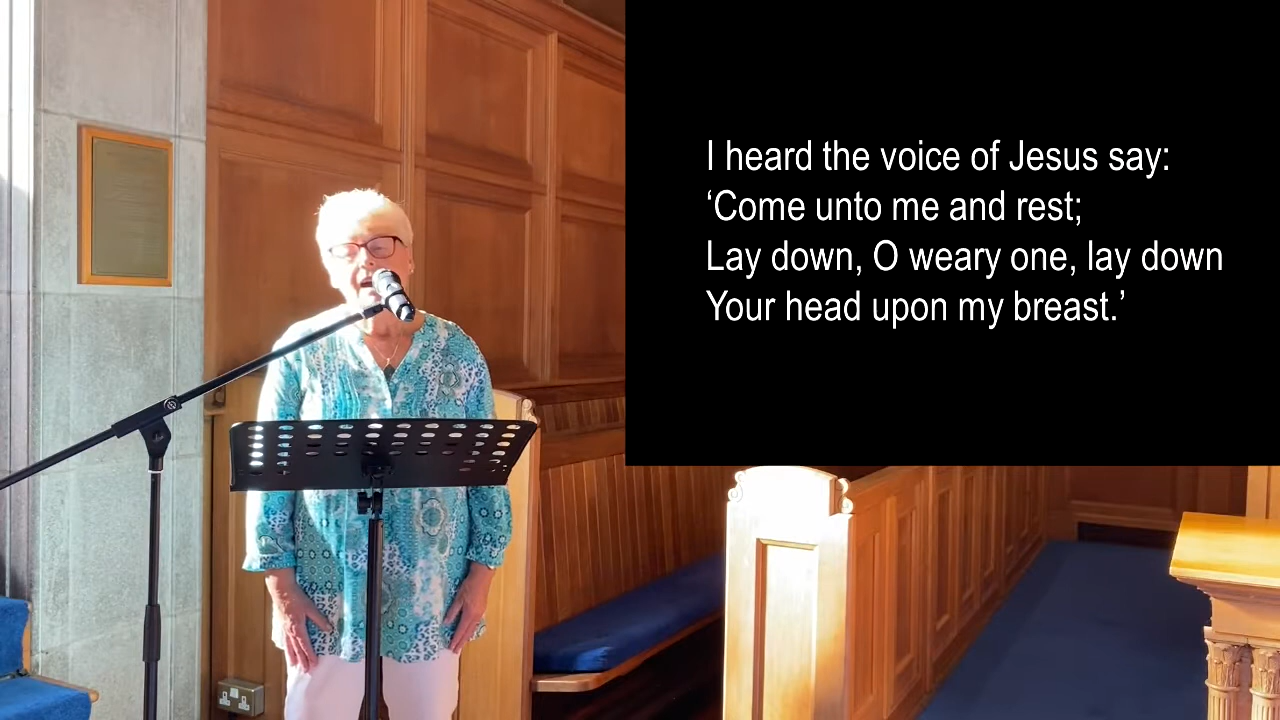 I heard the voice of Jesus say:
‘Come unto me and rest;
Lay down, O weary one, lay down
Your head upon my breast.’